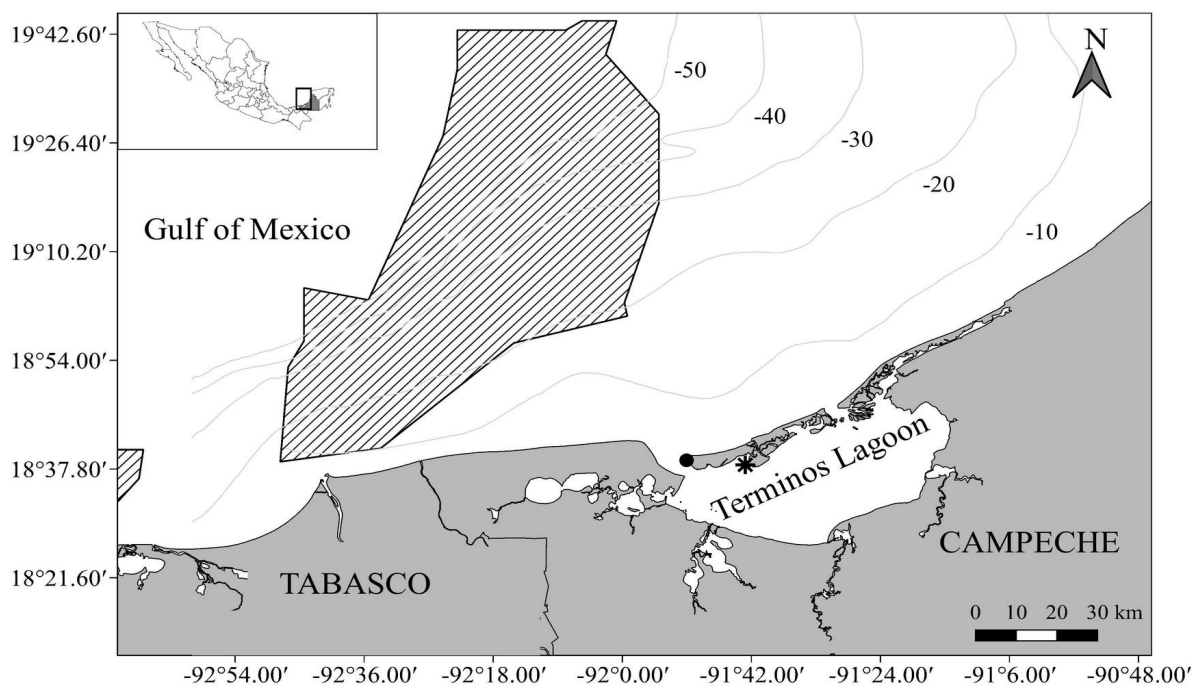 19°42.60′
19°26.40′
19°10.20′
18°54.00′
18°37.80′
18°21.60′
N
-50
-40
-30
-20
-10
Gulf of Mexico
Terminos Lagoon
CAMPECHE
TABASCO
0 10 20 30 km
-92°54.00′ -92°36.00′ -92°18.00′ -92°0.00′ -91°42.00′ -91°24.00′ -91°6.00′ -90°48.00′